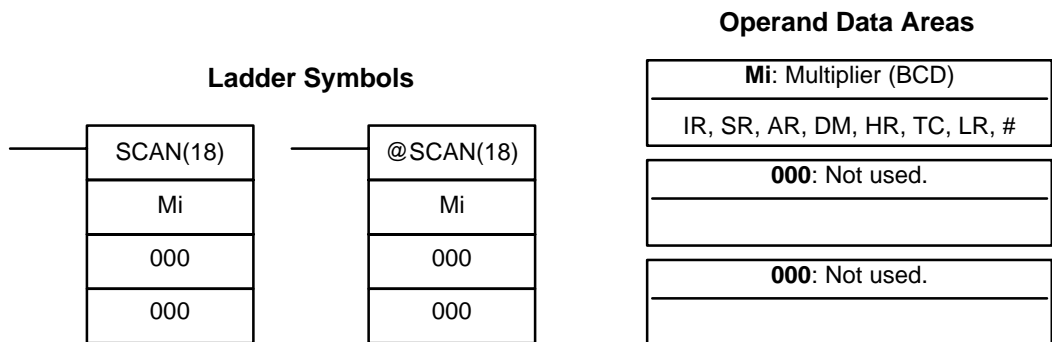 Ladder Symbols
SCAN(18)
Mi
000
000
@SCAN(18)
Mi
000
000
Operand Data Areas
Mi: Multiplier (BCD)
IR, SR, AR, DM, HR, TC, LR, #
000: Not used.
000: Not used.